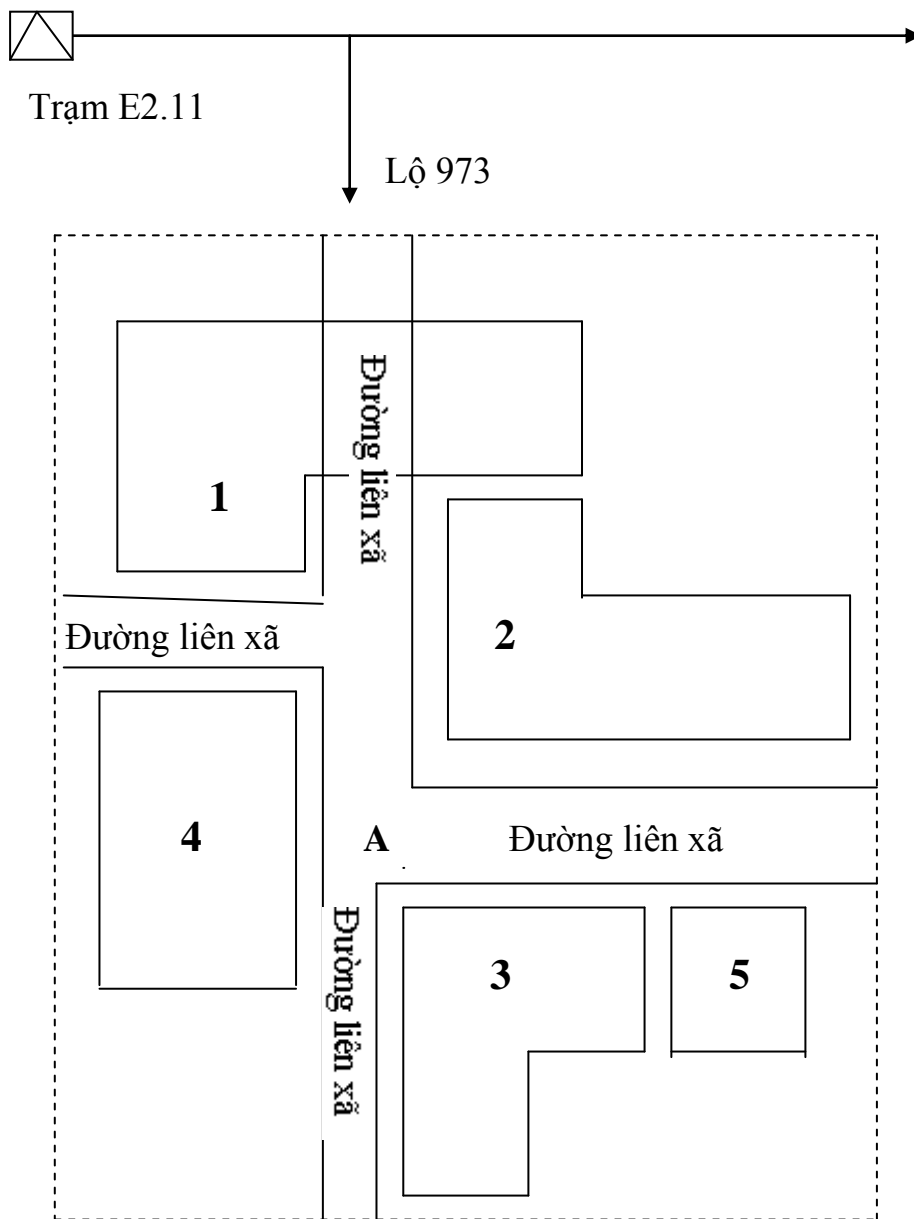 Trạm E2.11
Lộ 973
Đường liên xã
1
2
Đường liên xã
4
A
Đường liên xã
Đường liên xã
3
5